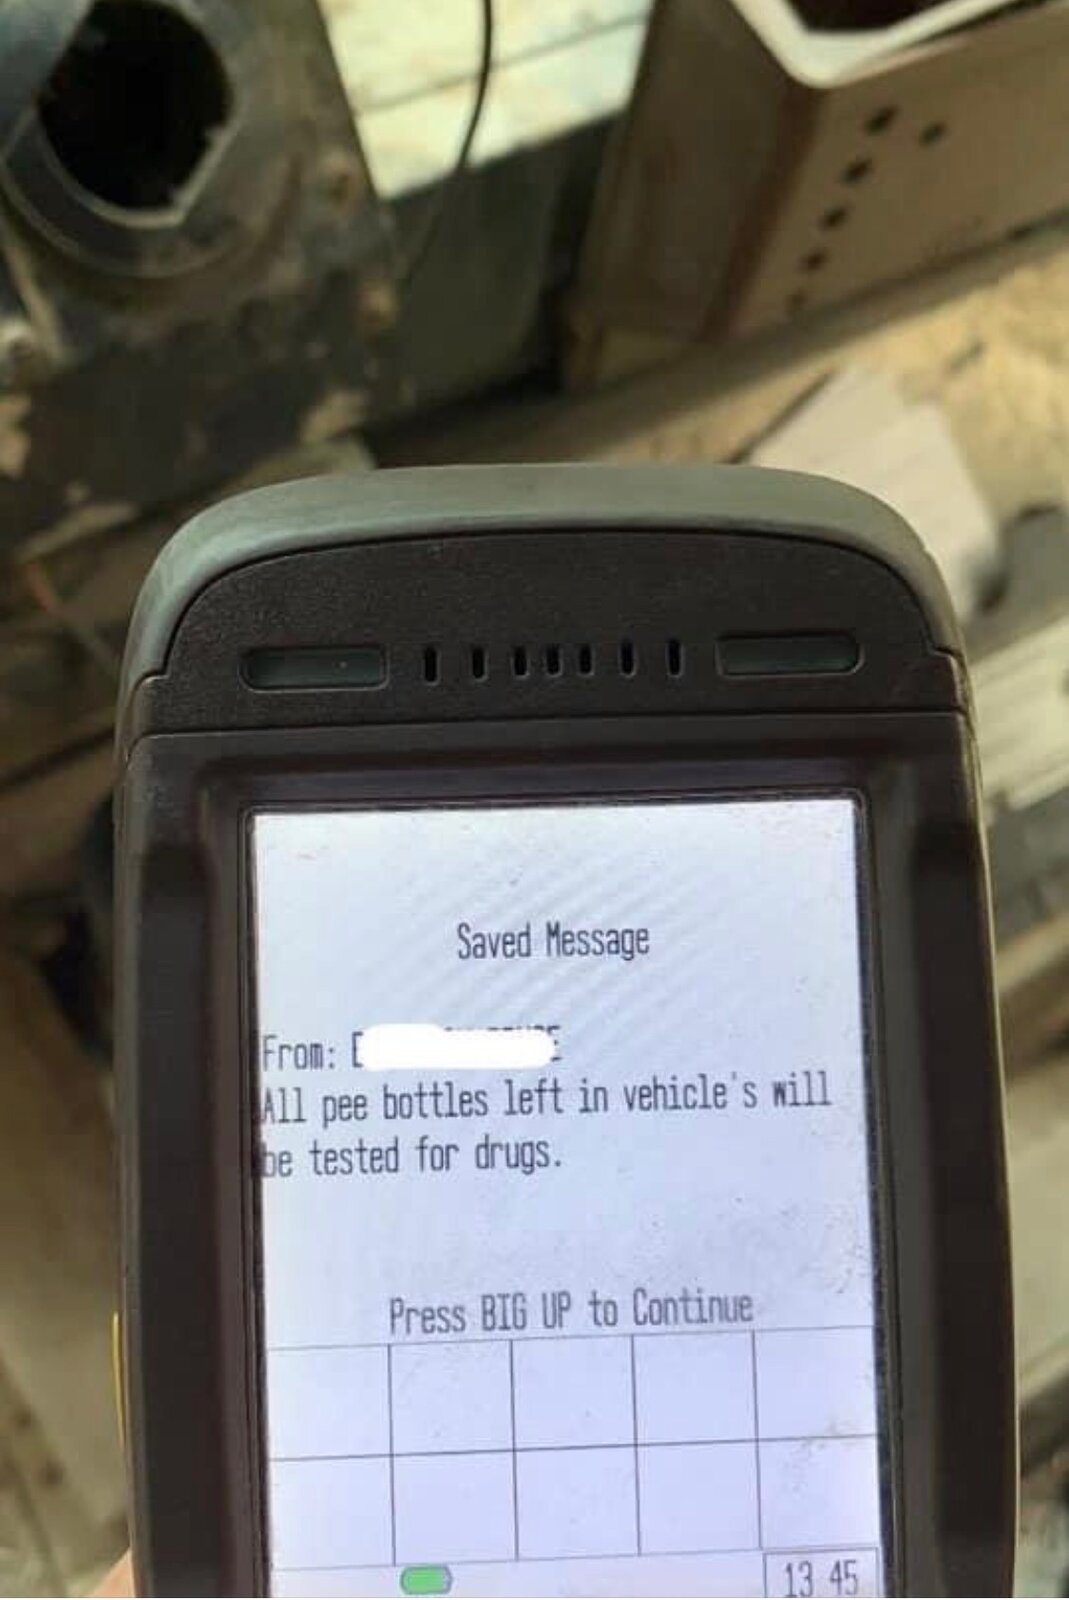 Saved Message
From:
All pee bottles left in vehicle's will
be tested for drugs.
Press BIG UP to Continue
13 45